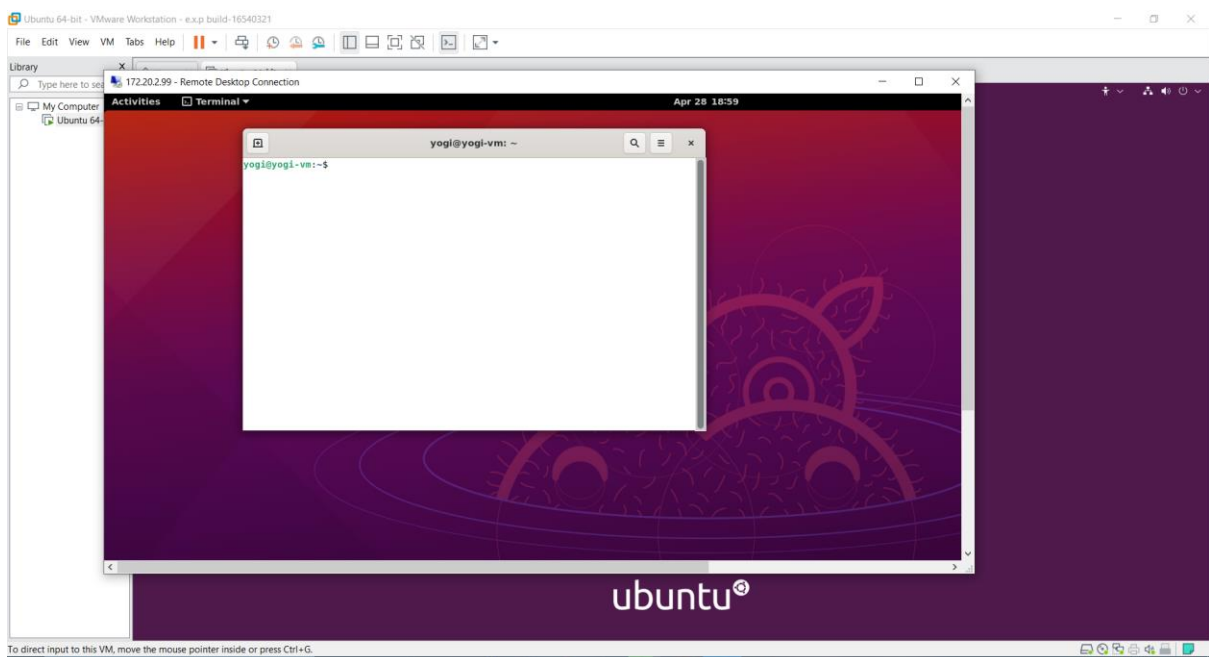 Ubuntu 64-bit - VMware Workstation - e.x.p build-16540321
File Edit View VM Tabs Help
Library X
Type here to sea
My Computer
Ubuntu 64-
172.20.2.99 - Remote Desktop Connection
Activities Terminal Apr 28 18:59
yogi@yogi-vm: ~
yogi@yogi-vm:~$
ubuntu
To direct input to this VM, move the mouse pointer inside or press Ctrl+G.